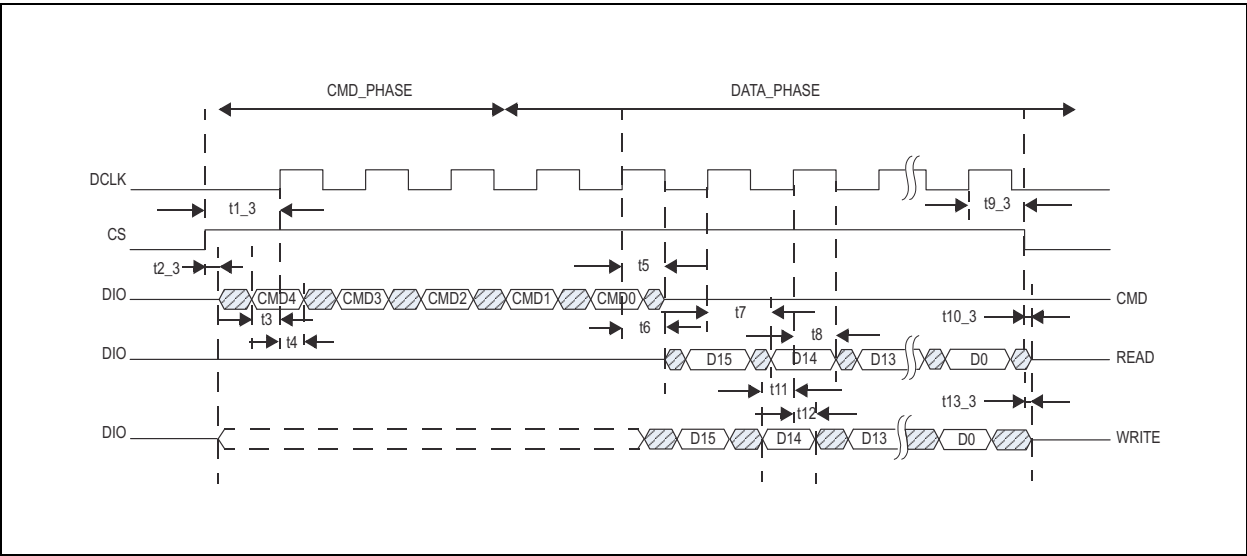 CMD_PHASE DATA_PHASE
DCLK
t1_3 t9_3
CS
t2_3 t5
DIO CMD4 CMD3 CMD2 CMD1 CMD0 CMD
t3 t6 t7 t10_3
t4 t8
DIO D15 D14 D13 D0 READ
t11 t13_3
t12
DIO D15 D14 D13 D0 WRITE